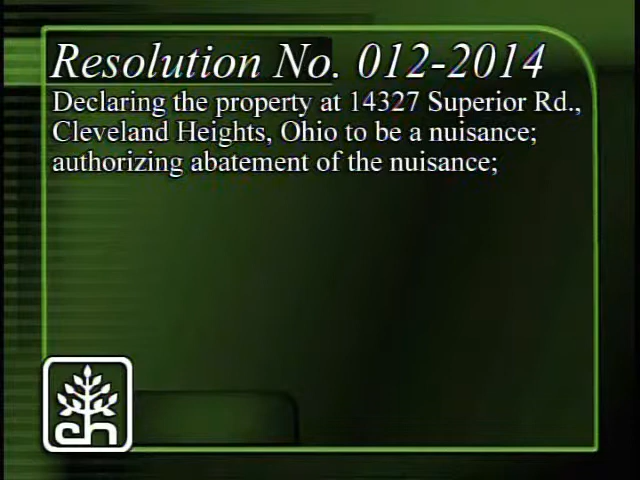 Resolution No. 012-2014
Declaring the property at 14327 Superior Rd.,
Cleveland Heights, Ohio to be a nuisance;
authorizing abatement of the nuisance;
ch